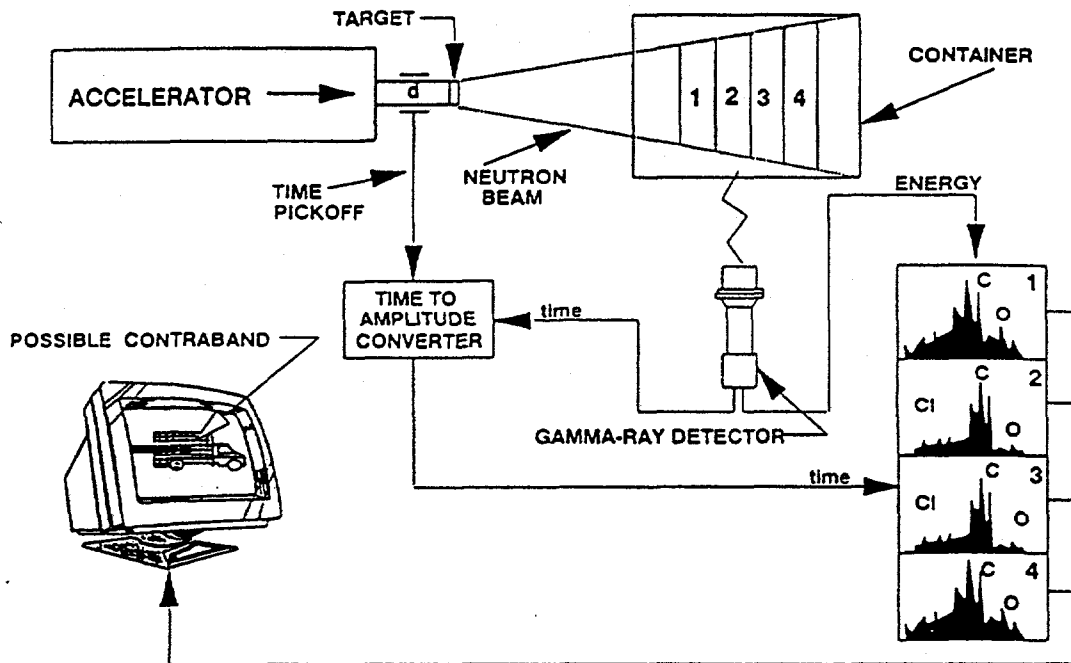 TARGET
ACCELERATOR
d
1 2 3 4
CONTAINER
TIME
PICKOFF
NEUTRON
BEAM
ENERGY
TIME TO
AMPLITUDE
CONVERTER
time
POSSIBLE CONTRABAND
GAMMA-RAY DETECTOR
time
C 1
O
C 2
Cl
O
C 3
Cl
O
C 4
O